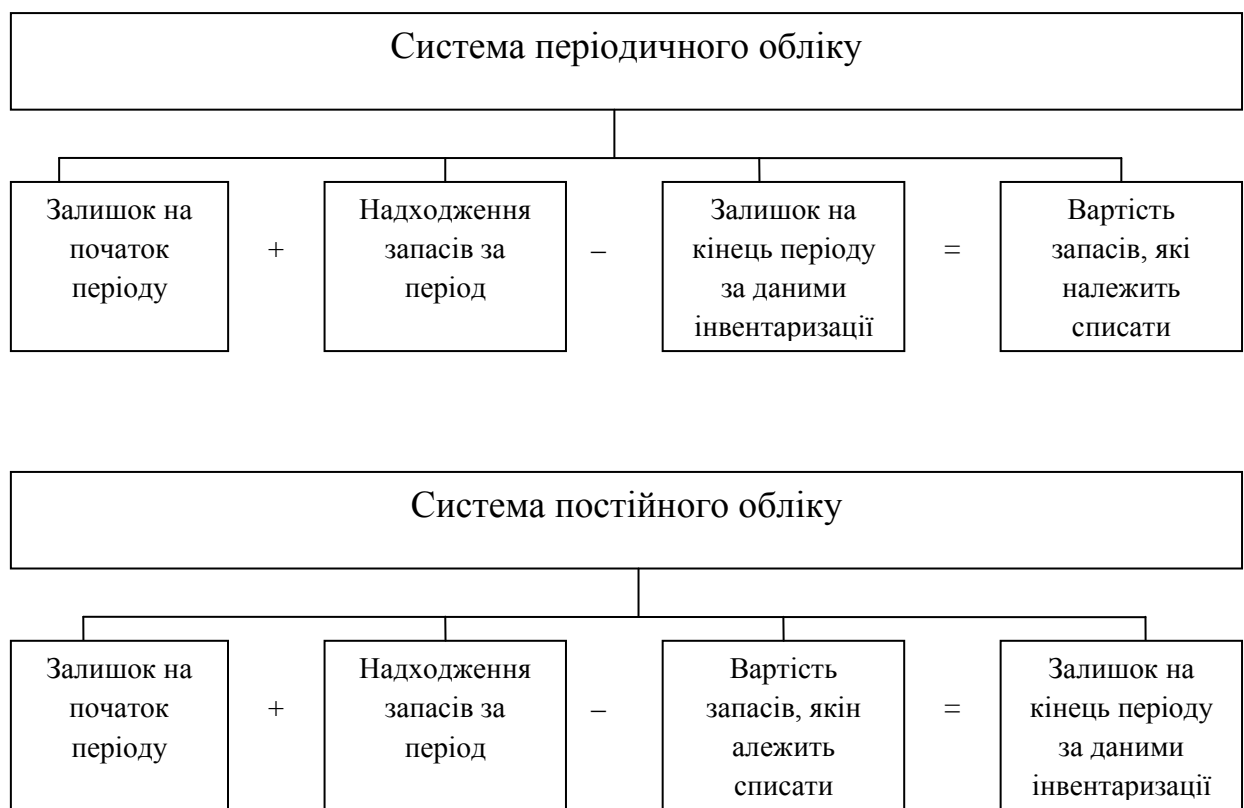 Система періодичного обліку
Залишок на
початок
періоду
+
Надходження
запасів за
період
–
Залишок на
кінець періоду
за даними
інвентаризації
=
Вартість
запасів, які
належить
списати
Система постійного обліку
Залишок на
початок
періоду
+
Надходження
запасів за
період
–
Вартість
запасів, якін
алежить
списати
=
Залишок на
кінець періоду
за даними
інвентаризації